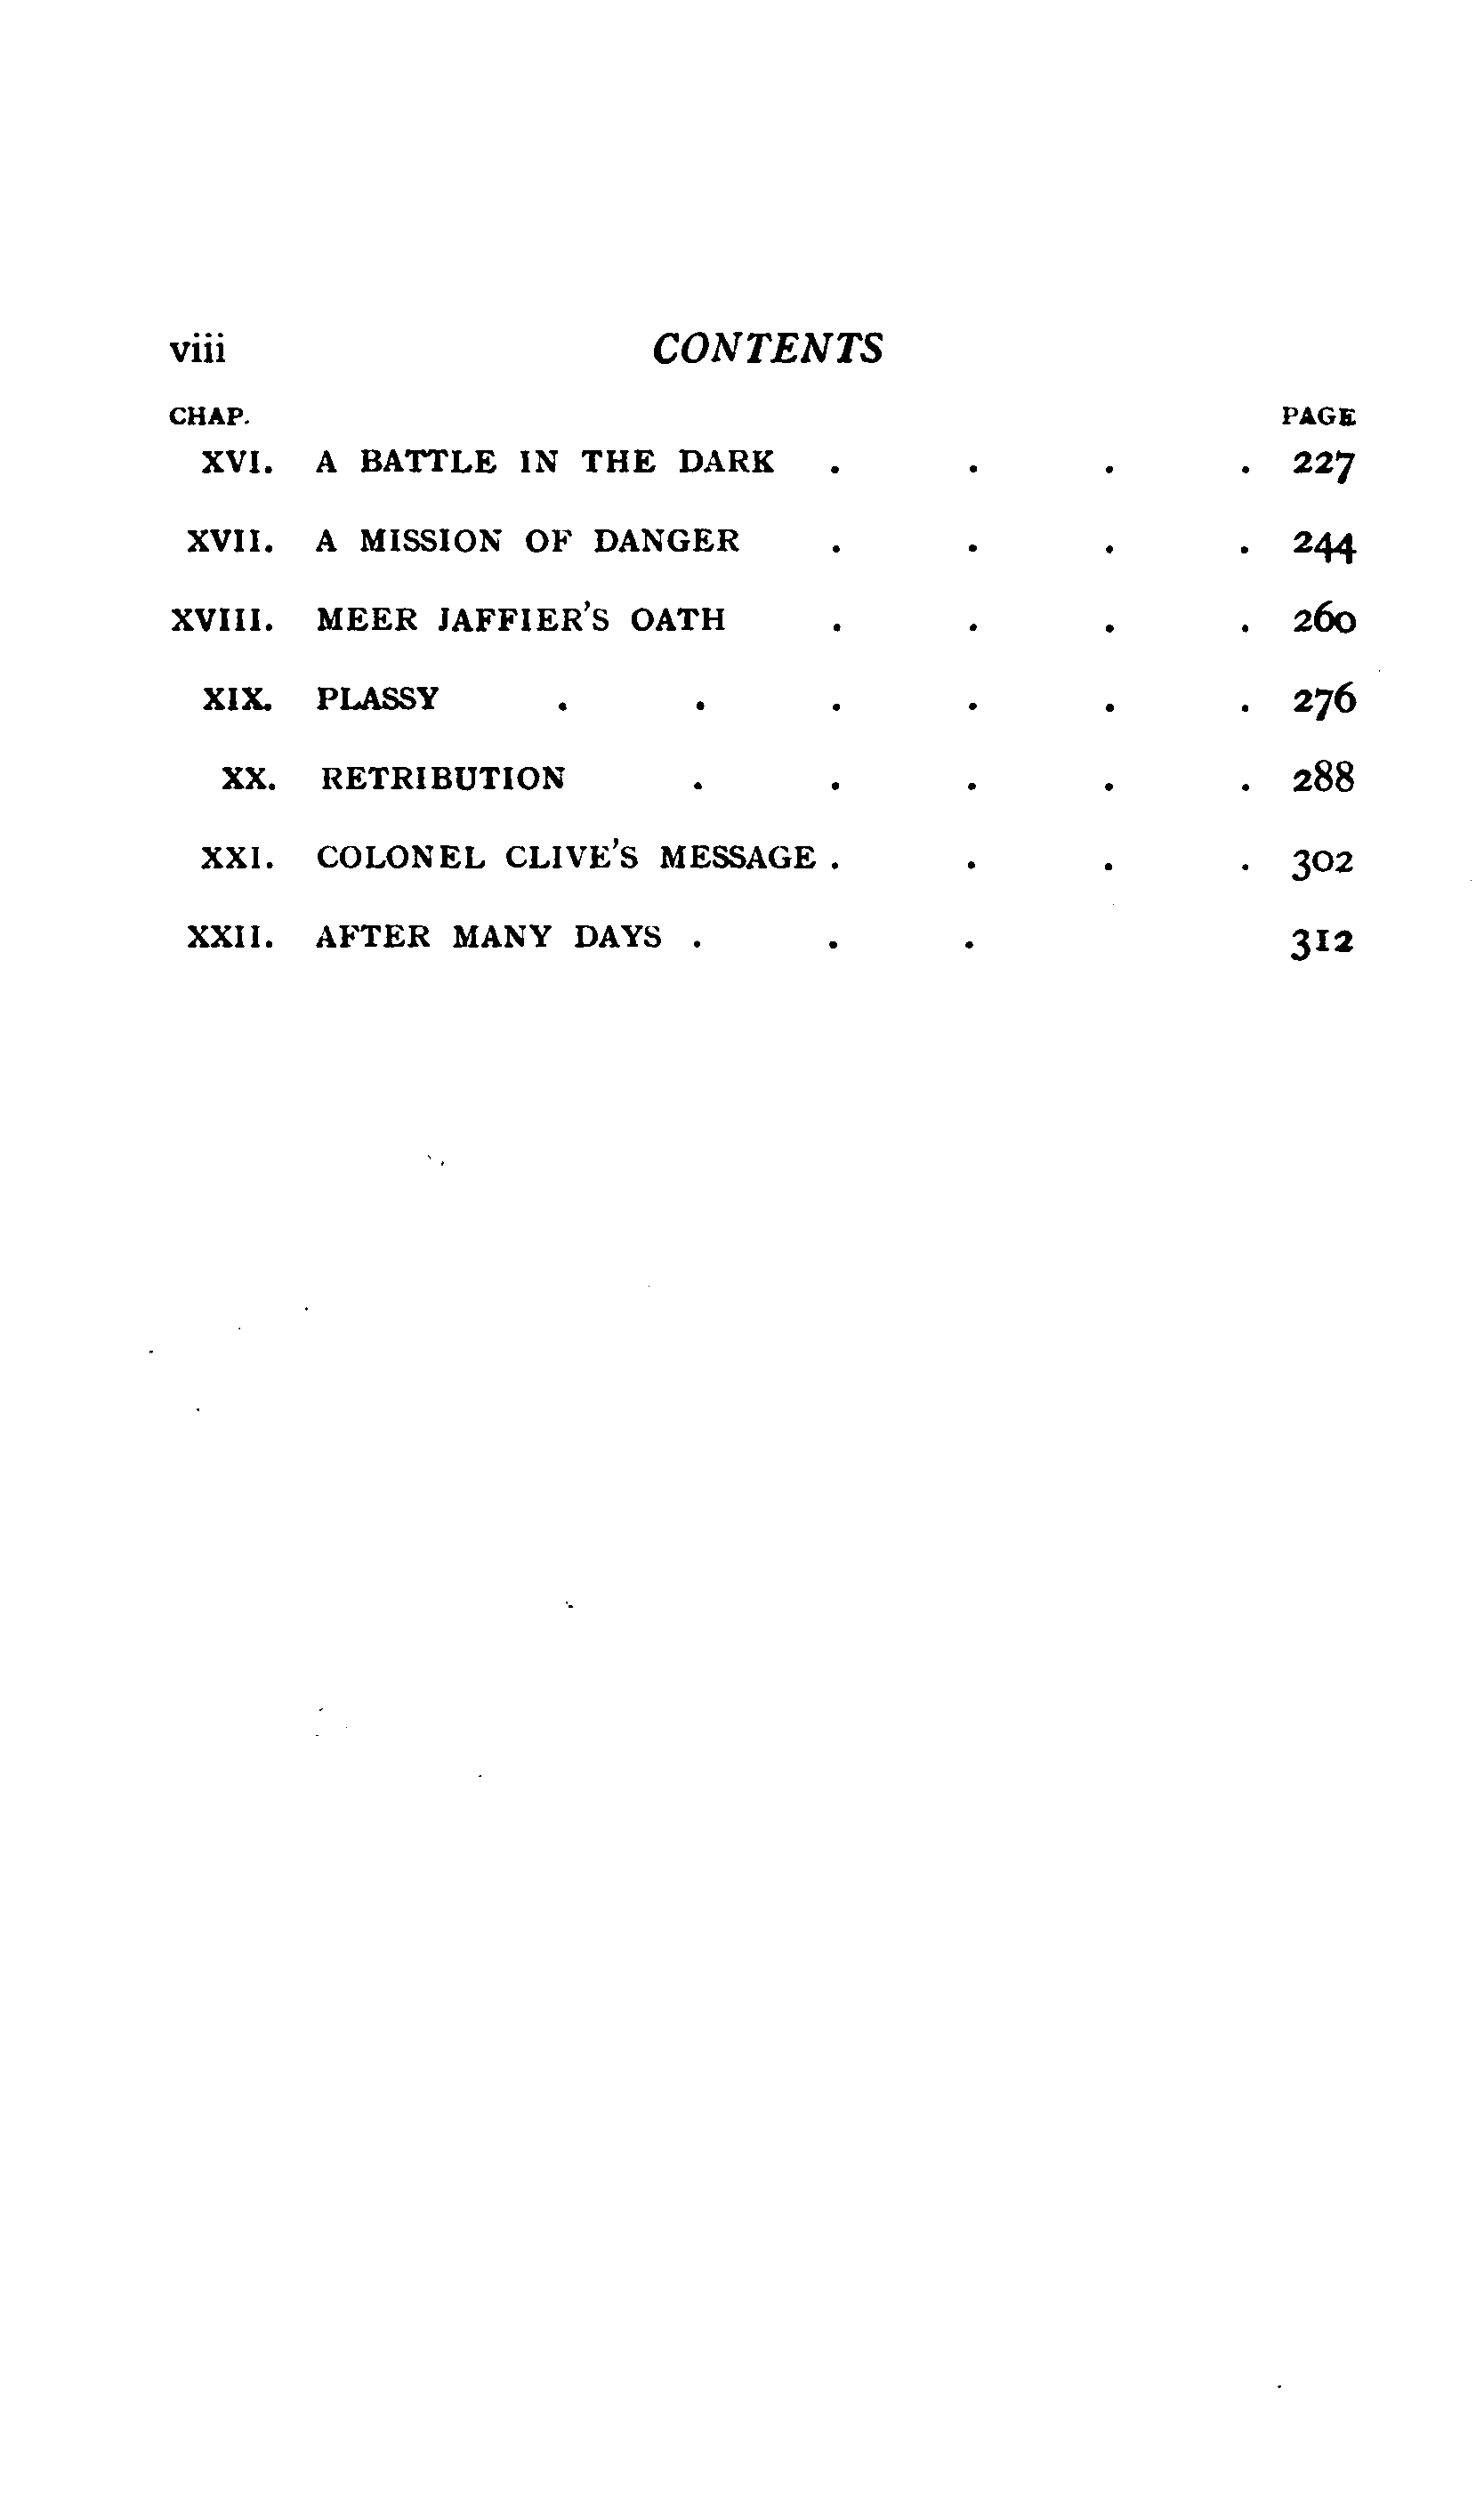 viii CONTENTS
CHAP. PAGE
XVI. A BATTLE IN THE DARK . . . . 227
XVII. A MISSION OF DANGER . . . . 244
XVIII. MEER JAFFIER'S OATH . . . . 260
XIX. PLASSY . . . . . . 276
XX. RETRIBUTION . . . . . 288
XXI. COLONEL CLIVE'S MESSAGE . . . . 302
XXII. AFTER MANY DAYS . . . 312